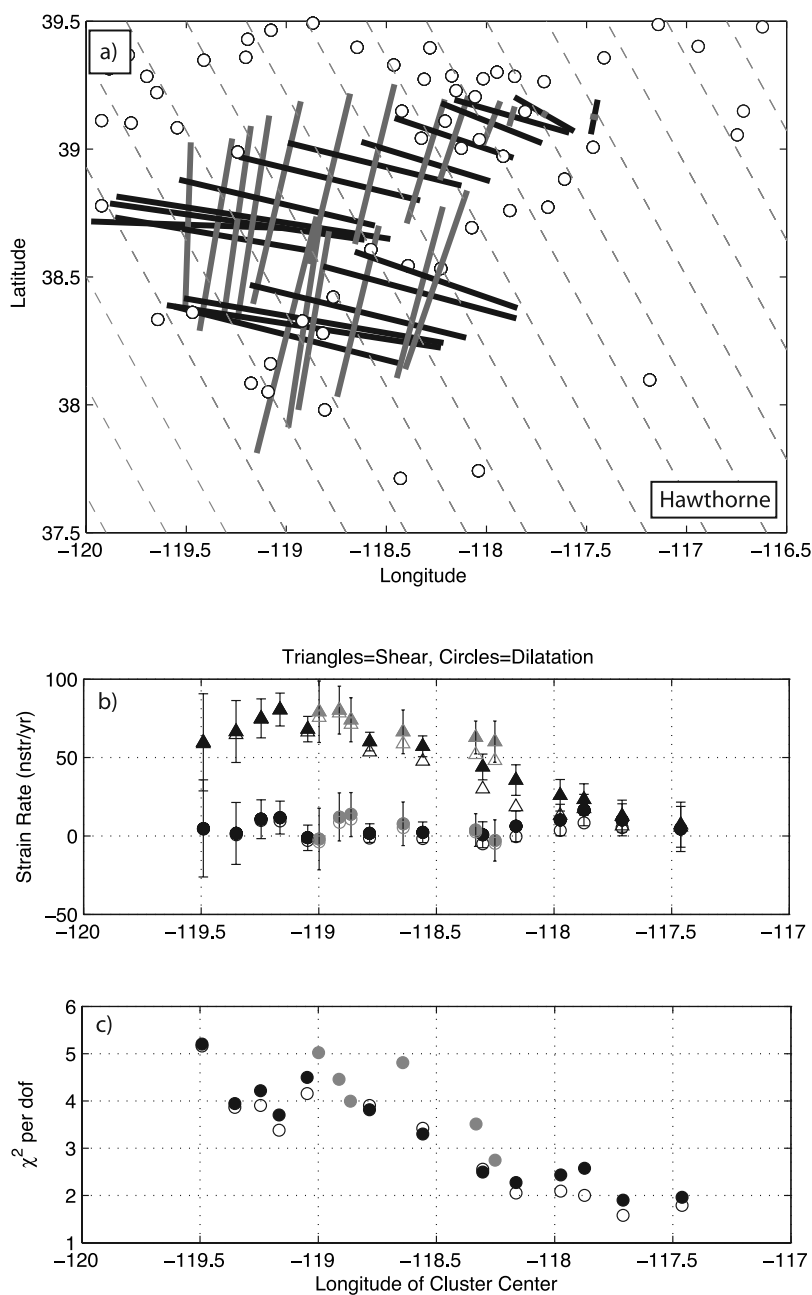 39.5
a)
39
Latitude
38.5
38
Hawthorne
37.5
−120 −119.5 −119 −118.5 −118 −117.5 −117 −116.5
Longitude
Triangles=Shear, Circles=Dilatation
100
b)
50
Strain Rate (nstr/yr)
0
−50
−120 −119.5 −119 −118.5 −118 −117.5 −117
6
c)
5
4
χ² per dof
3
2
1
−120 −119.5 −119 −118.5 −118 −117.5 −117
Longitude of Cluster Center